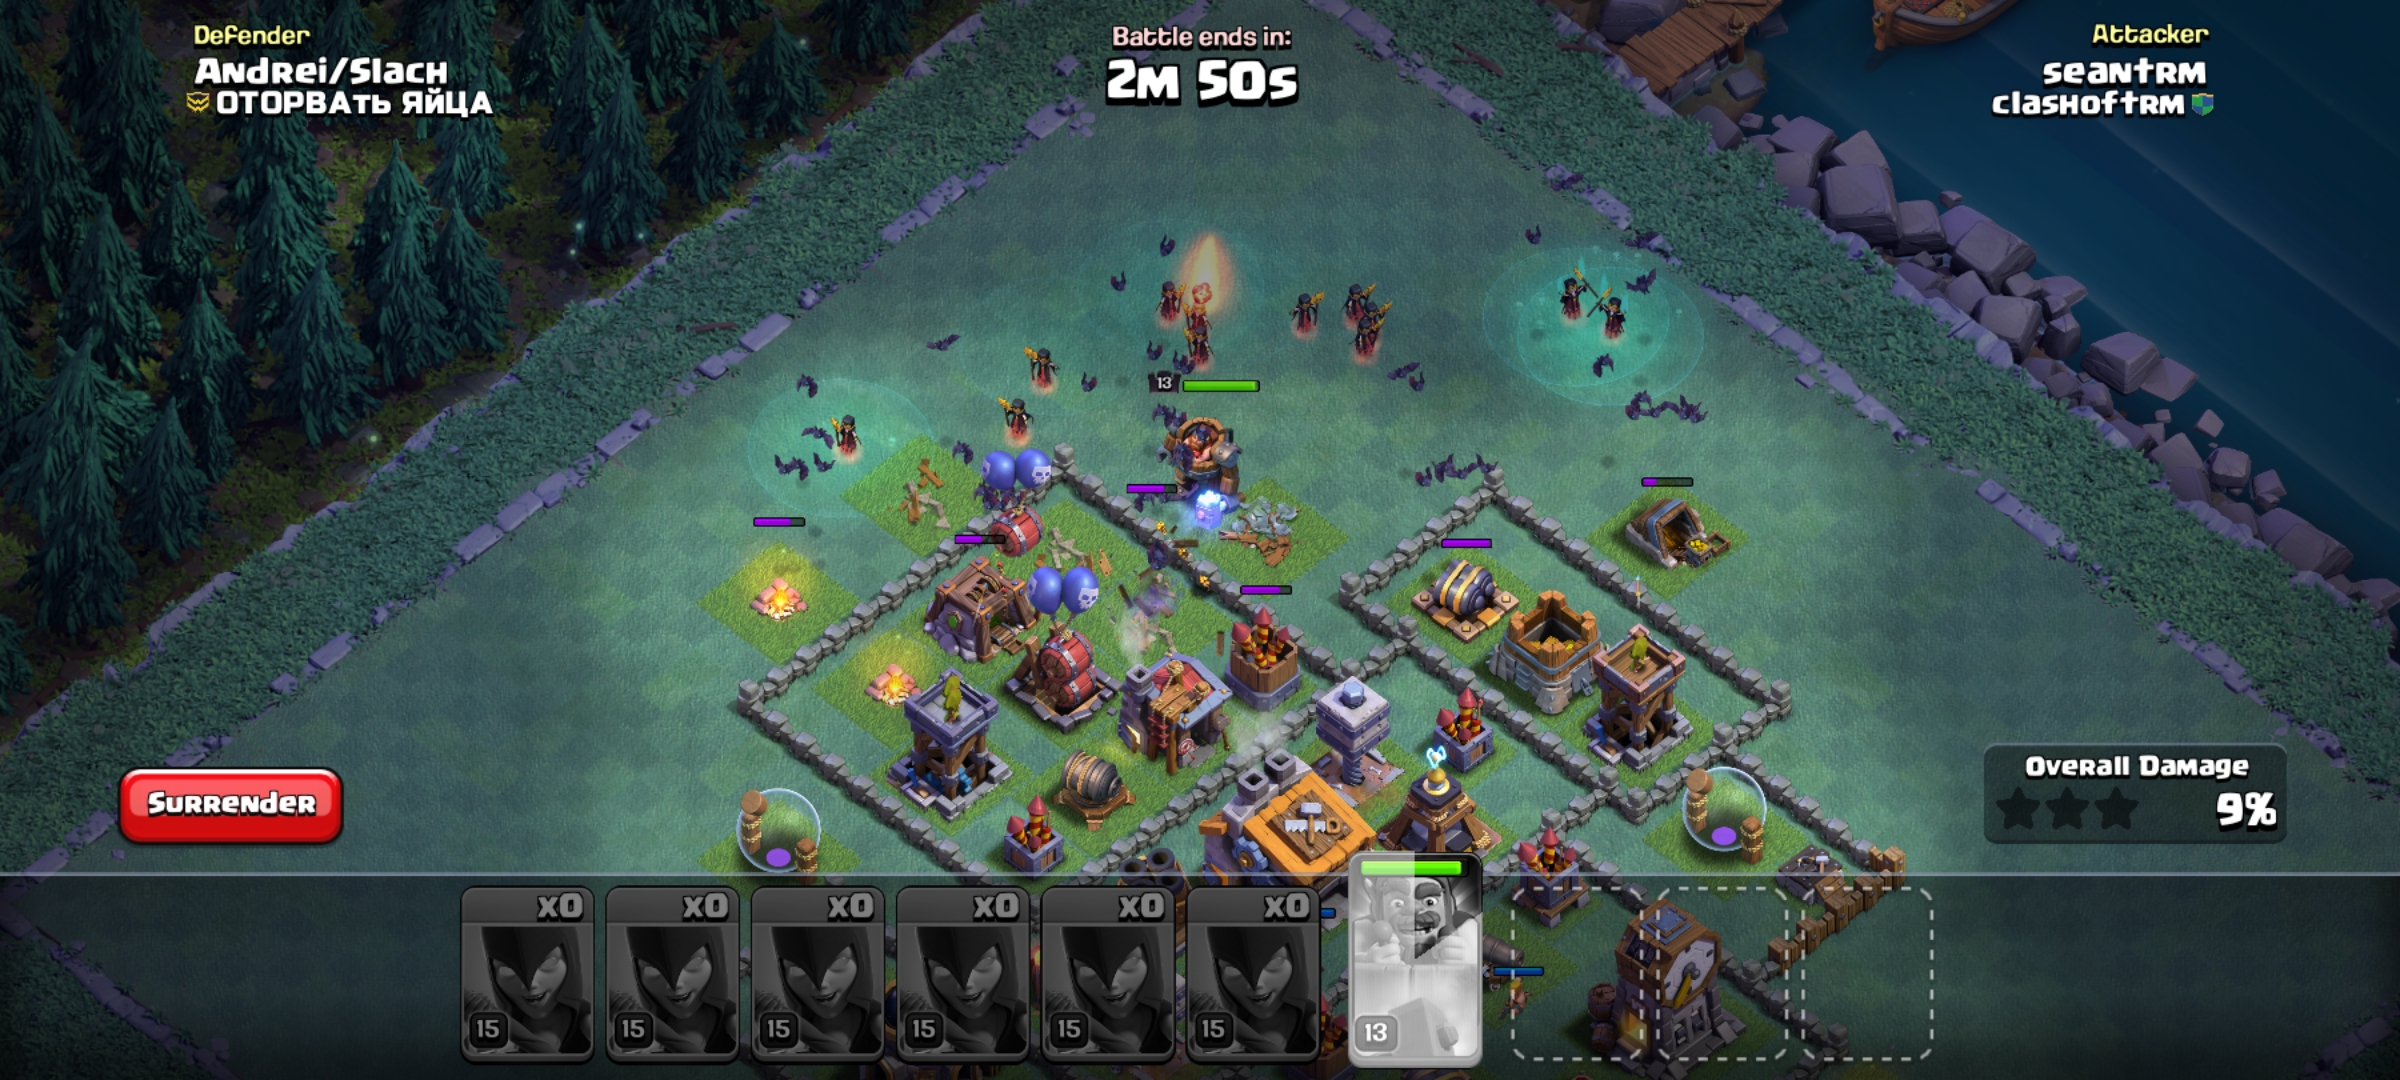 Defender
Andrei/Slach
ОТОРВАть ЯЙЦА
Battle ends in:
2m 50s
Attacker
seantrm
clashoftrm
13
Surrender
Overall Damage
9%
x0
x0
x0
x0
x0
x0
15
15
15
15
15
15
13